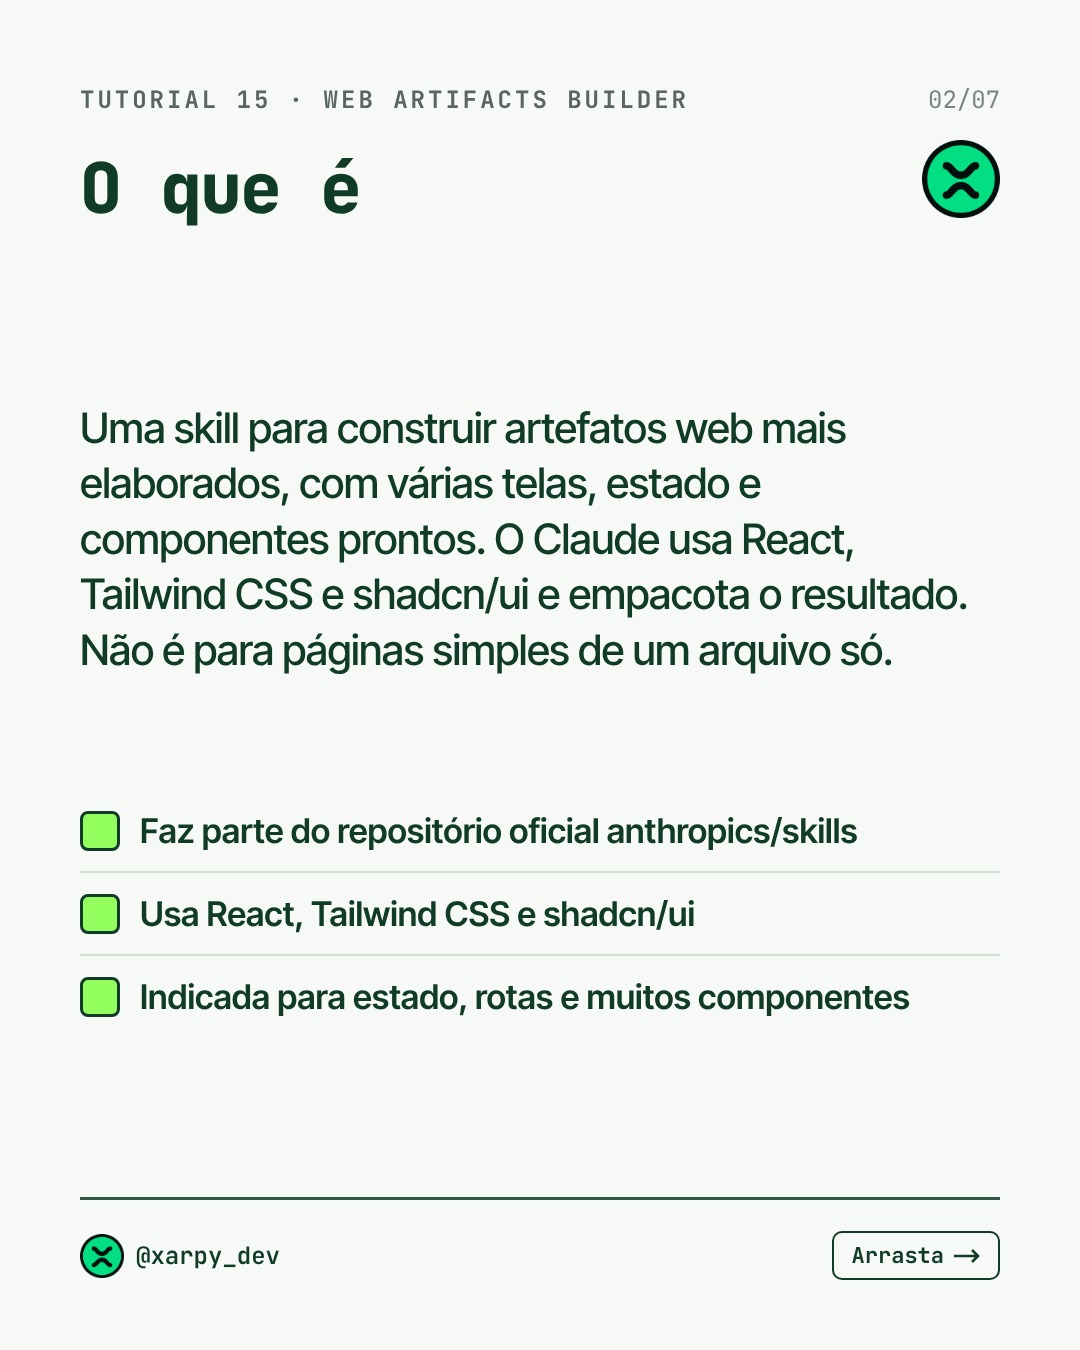 TUTORIAL 15 · WEB ARTIFACTS BUILDER
02/07
O que é
Uma skill para construir artefatos web mais
elaborados, com várias telas, estado e
componentes prontos. O Claude usa React,
Tailwind CSS e shadcn/ui e empacota o resultado.
Não é para páginas simples de um arquivo só.
Faz parte do repositório oficial anthropics/skills
Usa React, Tailwind CSS e shadcn/ui
Indicada para estado, rotas e muitos componentes
@xarpy_dev
Arrasta →